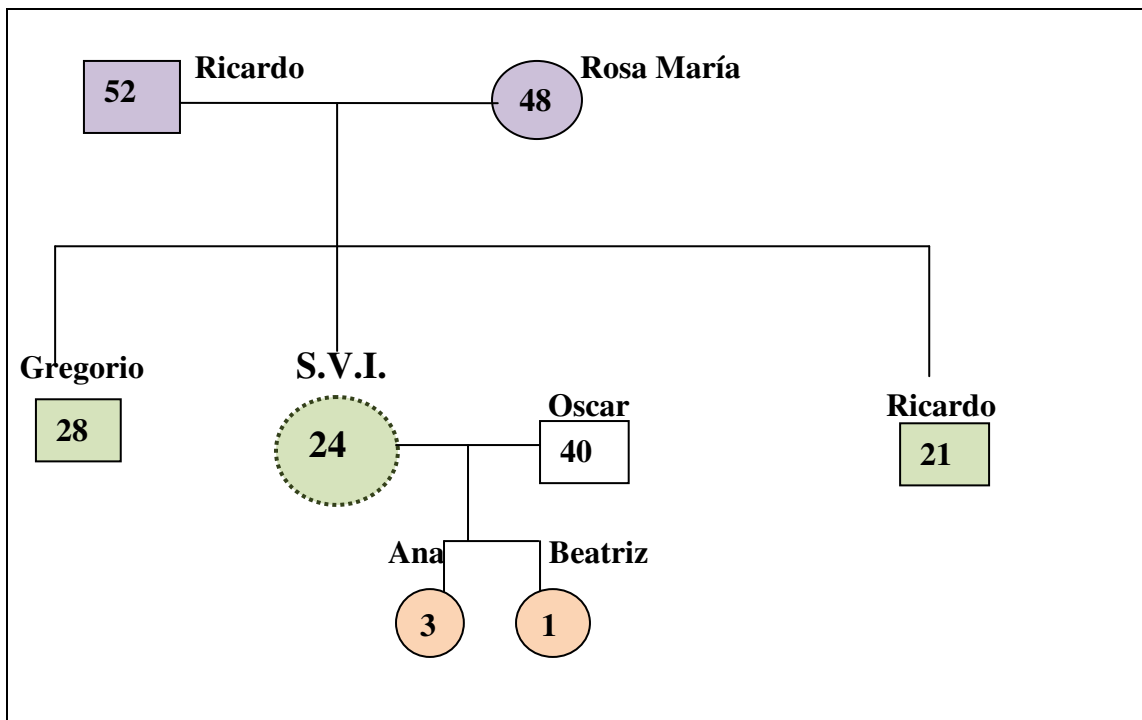 Ricardo
Rosa María
52
48
Gregorio
S.V.I.
Oscar
Ricardo
28
24
40
21
Ana
Beatriz
3
1